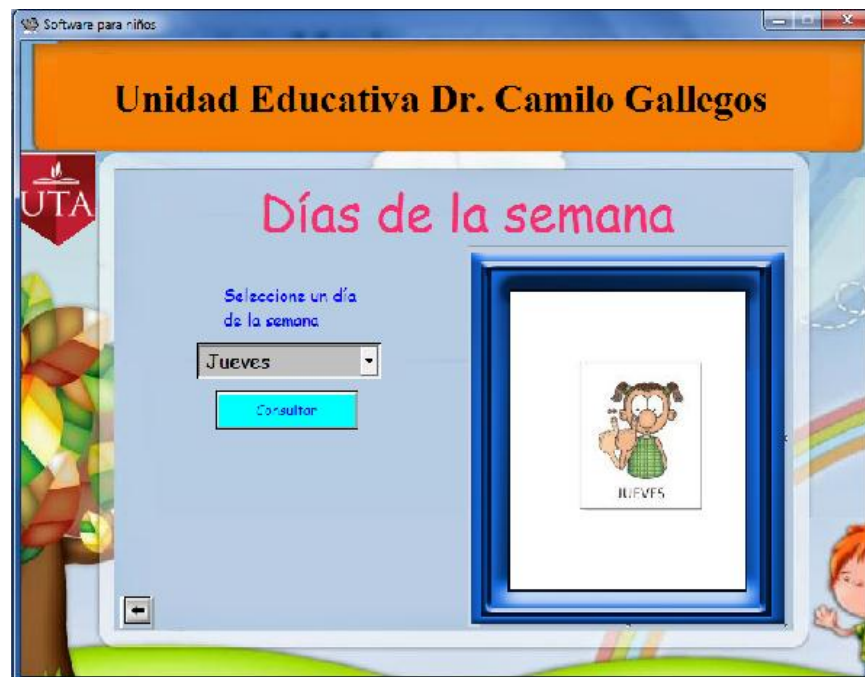 Software para niños
Unidad Educativa Dr. Camilo Gallegos
UTA
Días de la semana
Seleccione un día
de la semana
Jueves
Consultar
JUEVES